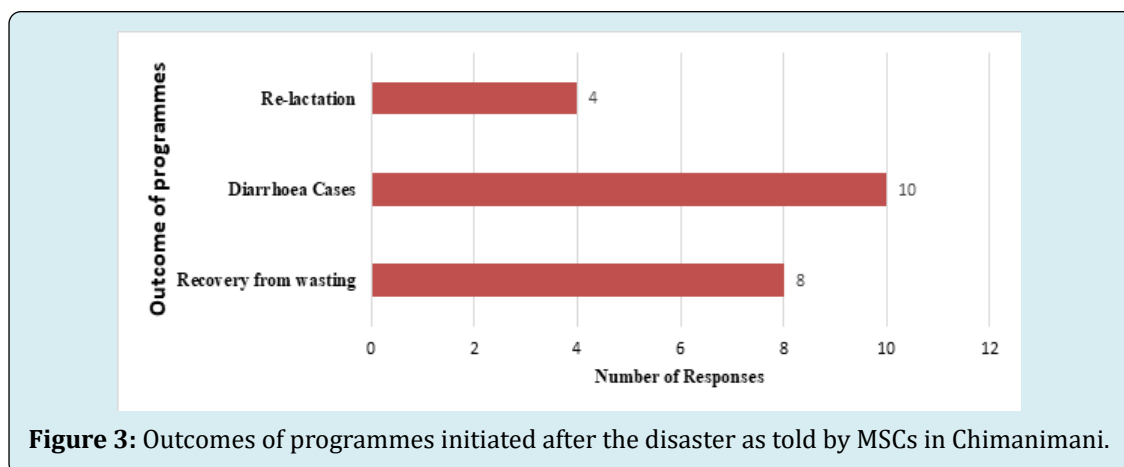 Outcome of programmes
Re-lactation
4
Diarrhoea Cases
10
Recovery from wasting
8
0 2 4 6 8 10 12
Number of Responses
Figure 3: Outcomes of programmes initiated after the disaster as told by MSCs in Chimanimani.